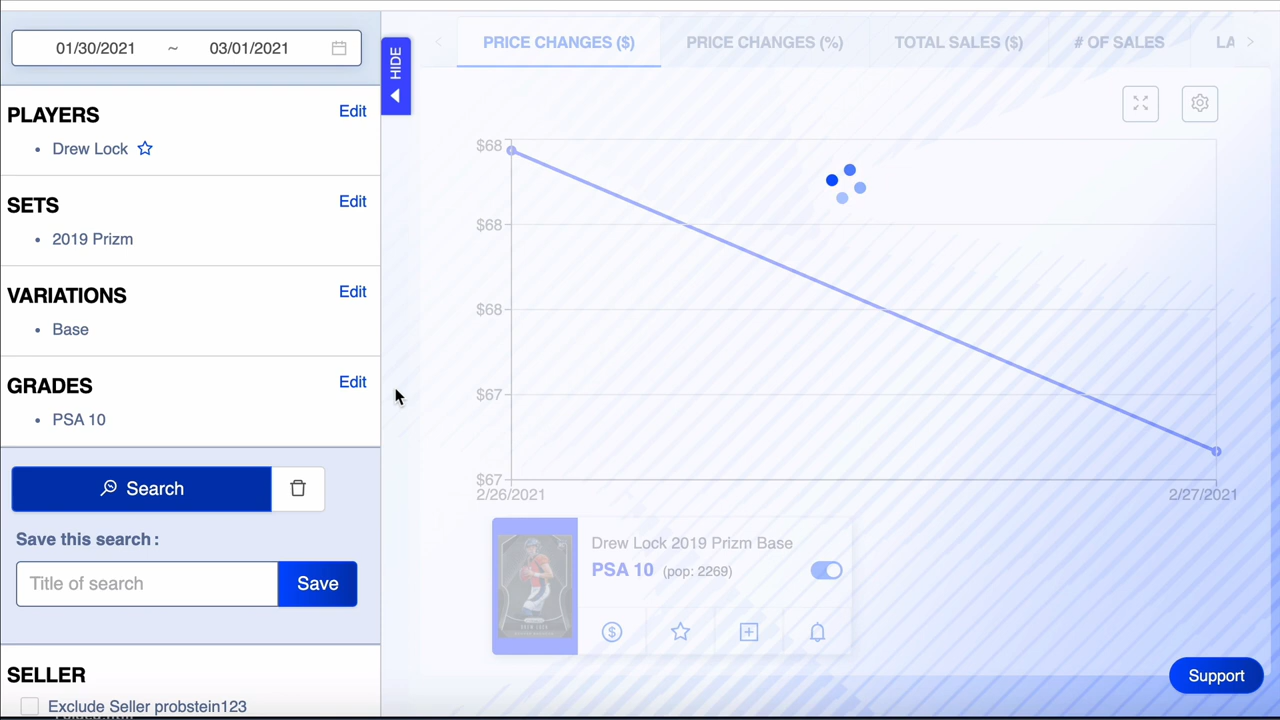 01/30/2021 ~ 03/01/2021
HIDE
PRICE CHANGES ($) PRICE CHANGES (%) TOTAL SALES ($) # OF SALES LA
PLAYERS Edit
• Drew Lock
SETS Edit
• 2019 Prizm
VARIATIONS Edit
• Base
GRADES Edit
• PSA 10
Search
Save this search :
Title of search Save
SELLER
Exclude Seller probstein123
$68
$68
$68
$67
$67
2/26/2021 2/27/2021
Drew Lock 2019 Prizm Base
PSA 10 (pop: 2269)
DREW LOCK
Support